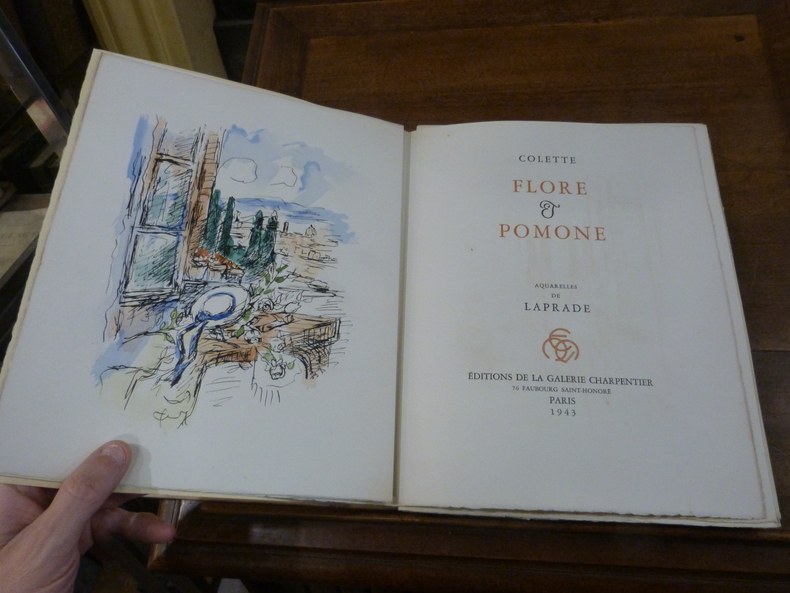 COLETTE
FLORE
&
POMONE
AQUARELLES
DE
LAPRADE
ÉDITIONS DE LA GALERIE CHARPENTIER
76 FAUBOURG SAINT-HONORÉ
PARIS
1943